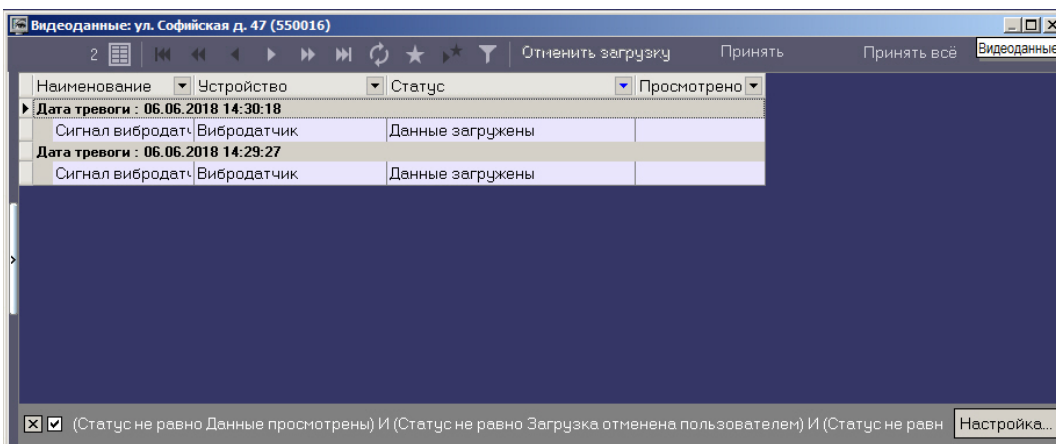 Видеоданные: ул. Софийская д. 47 (550016)
2 Отменить загрузку Принять Принять всё Видеоданные
Наименование Устройство Статус Просмотрено
Дата тревоги : 06.06.2018 14:30:18
Сигнал вибродатч Вибродатчик Данные загружены
Дата тревоги : 06.06.2018 14:29:27
Сигнал вибродатч Вибродатчик Данные загружены
(Статус не равно Данные просмотрены) И (Статус не равно Загрузка отменена пользователем) И (Статус не равн Настройка...